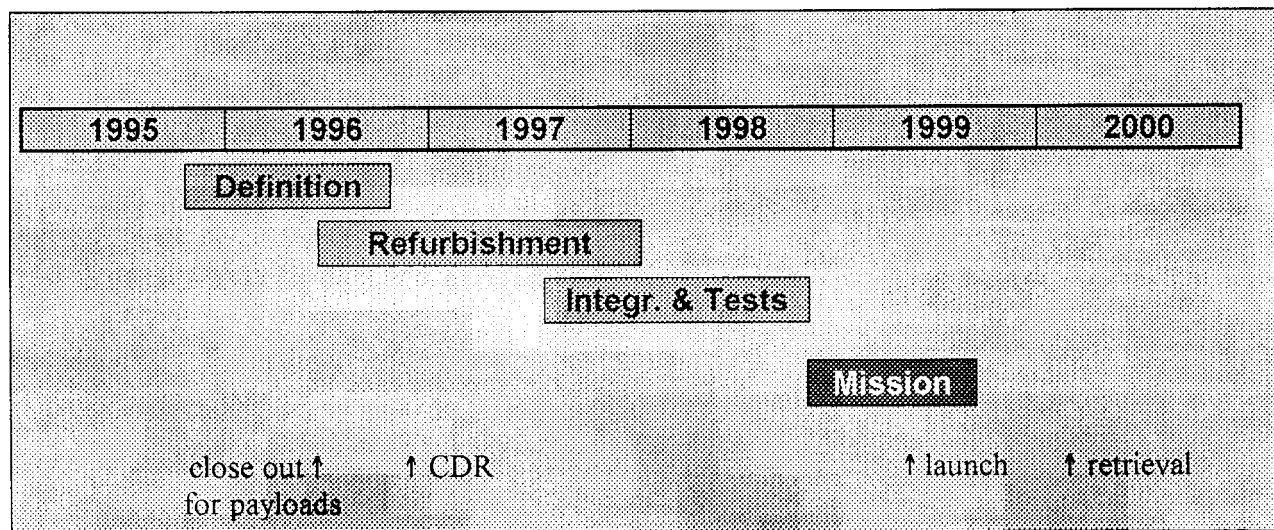 1995 1996 1997 1998 1999 2000
Definition
Refurbishment
Integr. & Tests
Mission
close out ↑ ↑ CDR ↑ launch ↑ retrieval
for payloads